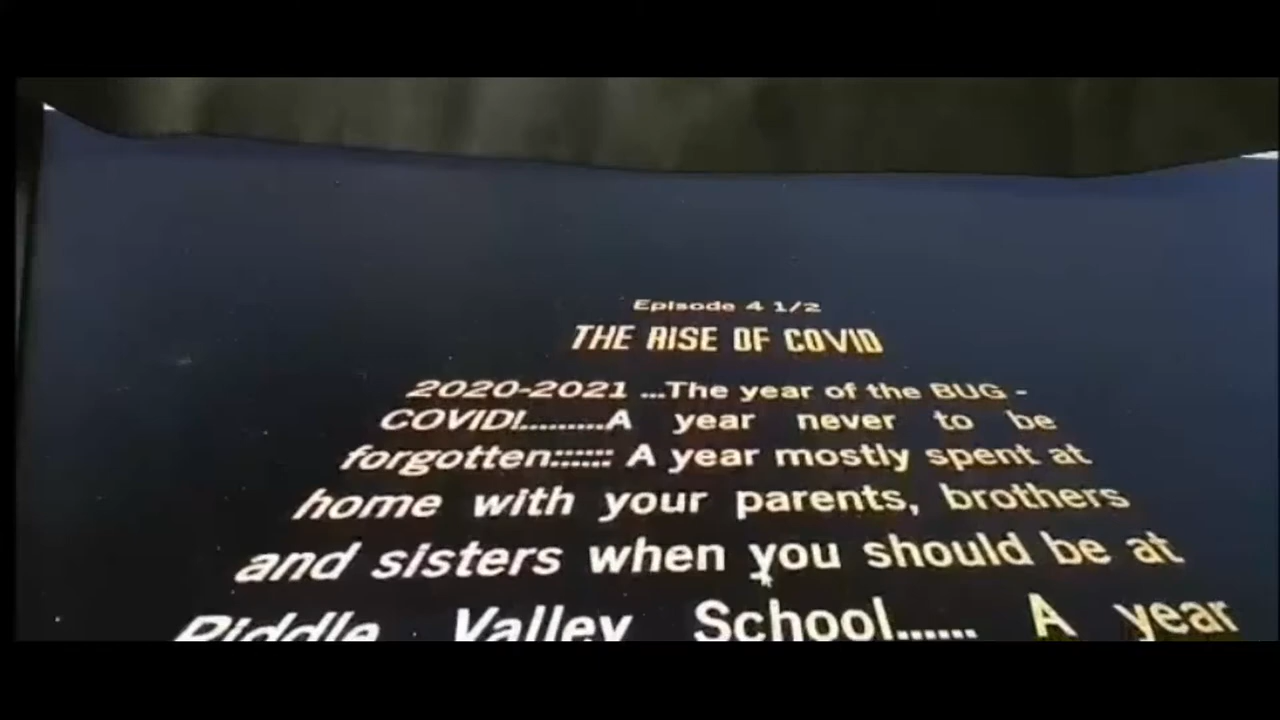 Episode 4 1/2
THE RISE OF COVID
2020-2021 ...The year of the BUG -
COVID!.........A year never to be
forgotten:::::: A year mostly spent at
home with your parents, brothers
and sisters when you should be at
Riddle Valley School...... A year